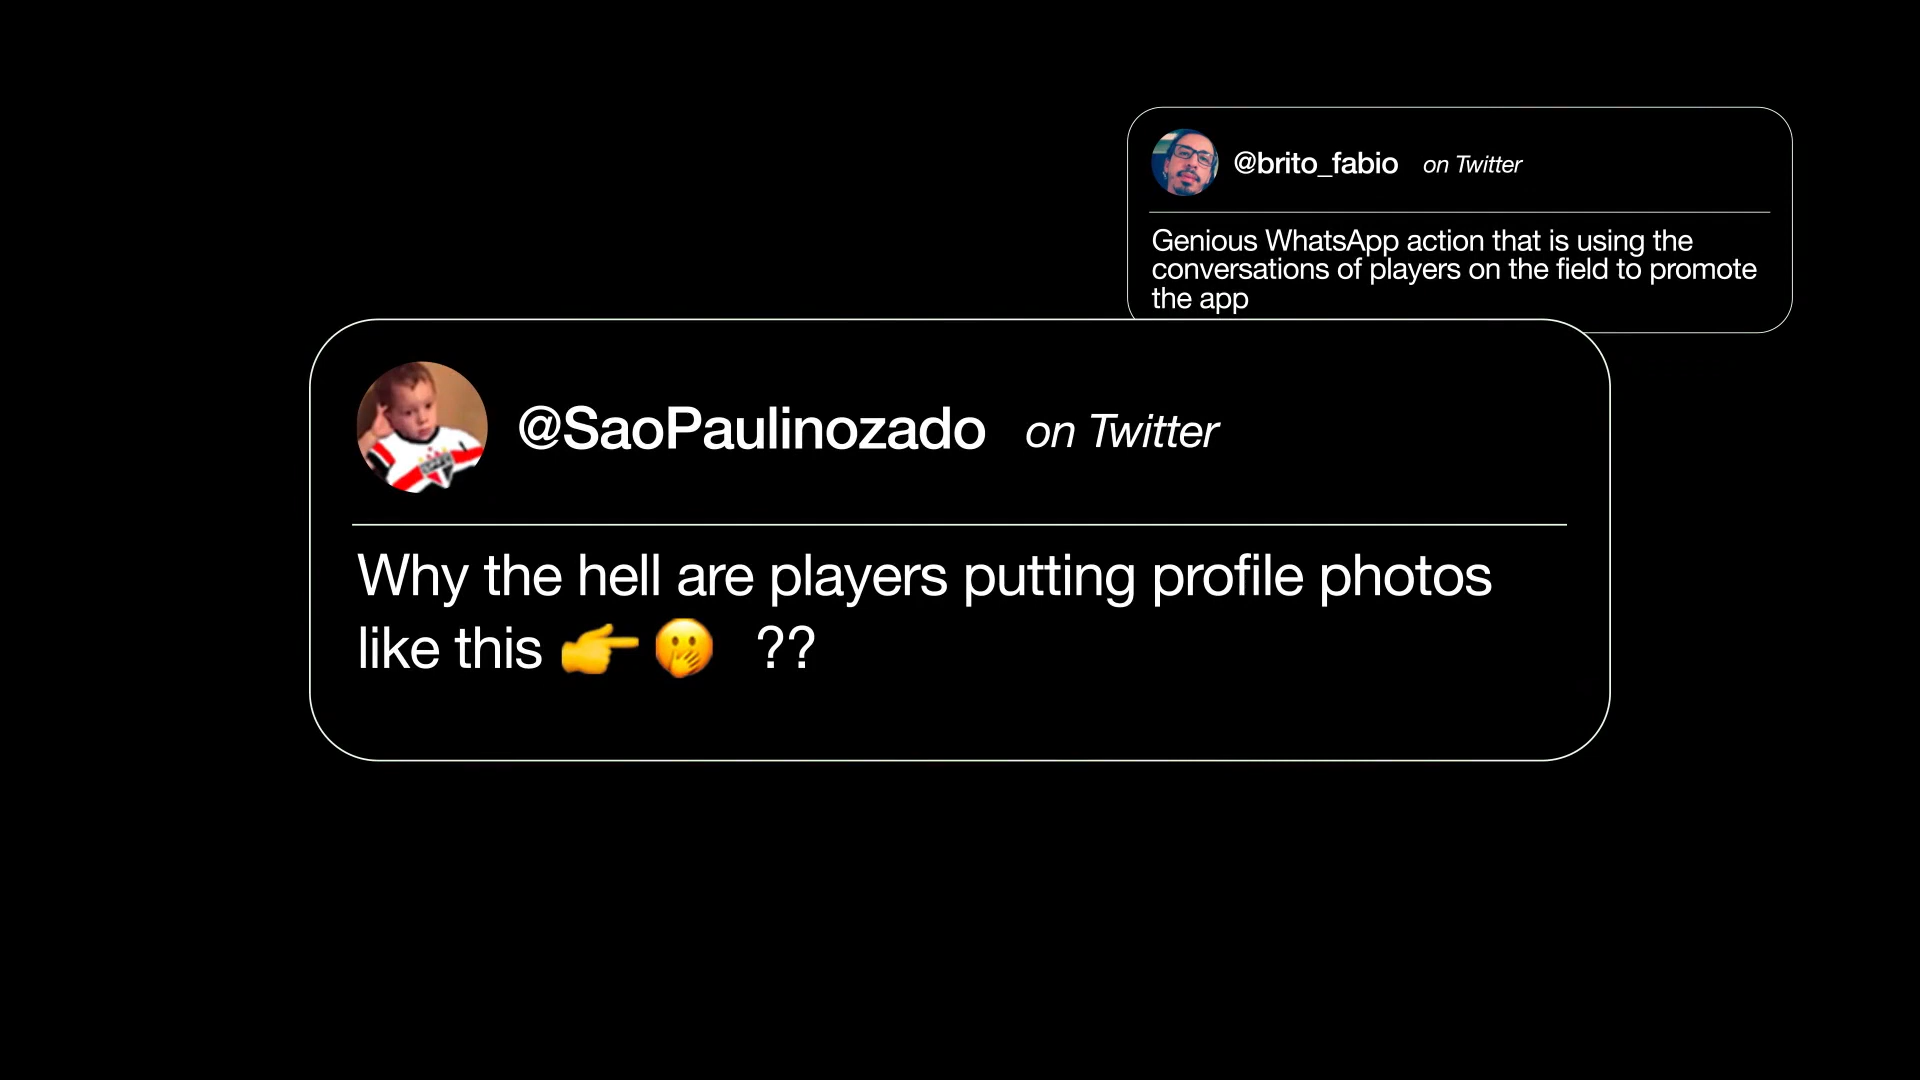 @brito_fabio on Twitter
Genious WhatsApp action that is using the
conversations of players on the field to promote
the app
@SaoPaulinozado on Twitter
Why the hell are players putting profile photos
like this 👉 🫢 ??